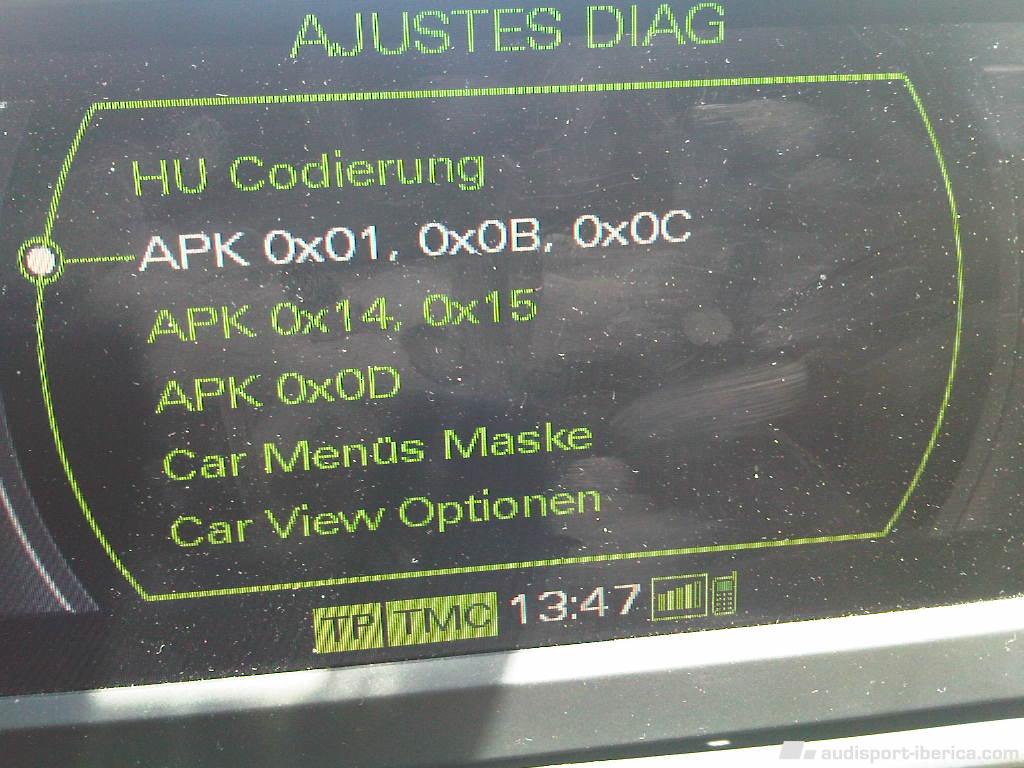 AJUSTES DIAG
HU Codierung
APK 0x01, 0x0B, 0x0C
APK 0x14, 0x15
APK 0x0D
Car Menüs Maske
Car View Optionen
TP TMC 13:47
audisport-iberica.com